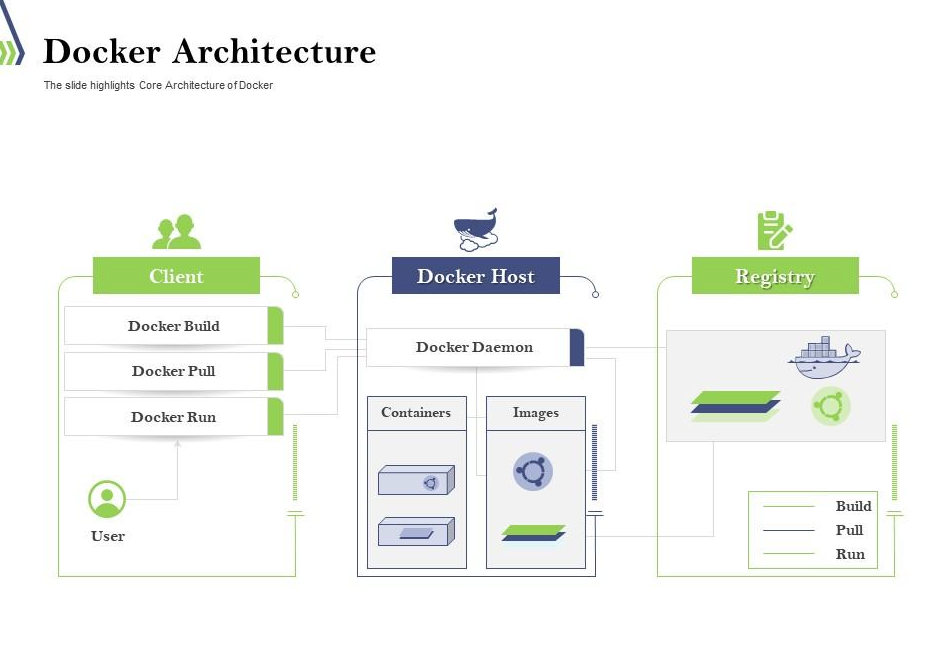 Docker Architecture
The slide highlights Core Architecture of Docker
Client
Docker Build
Docker Pull
Docker Run
User
Docker Host
Docker Daemon
Containers
Images
Registry
Build
Pull
Run